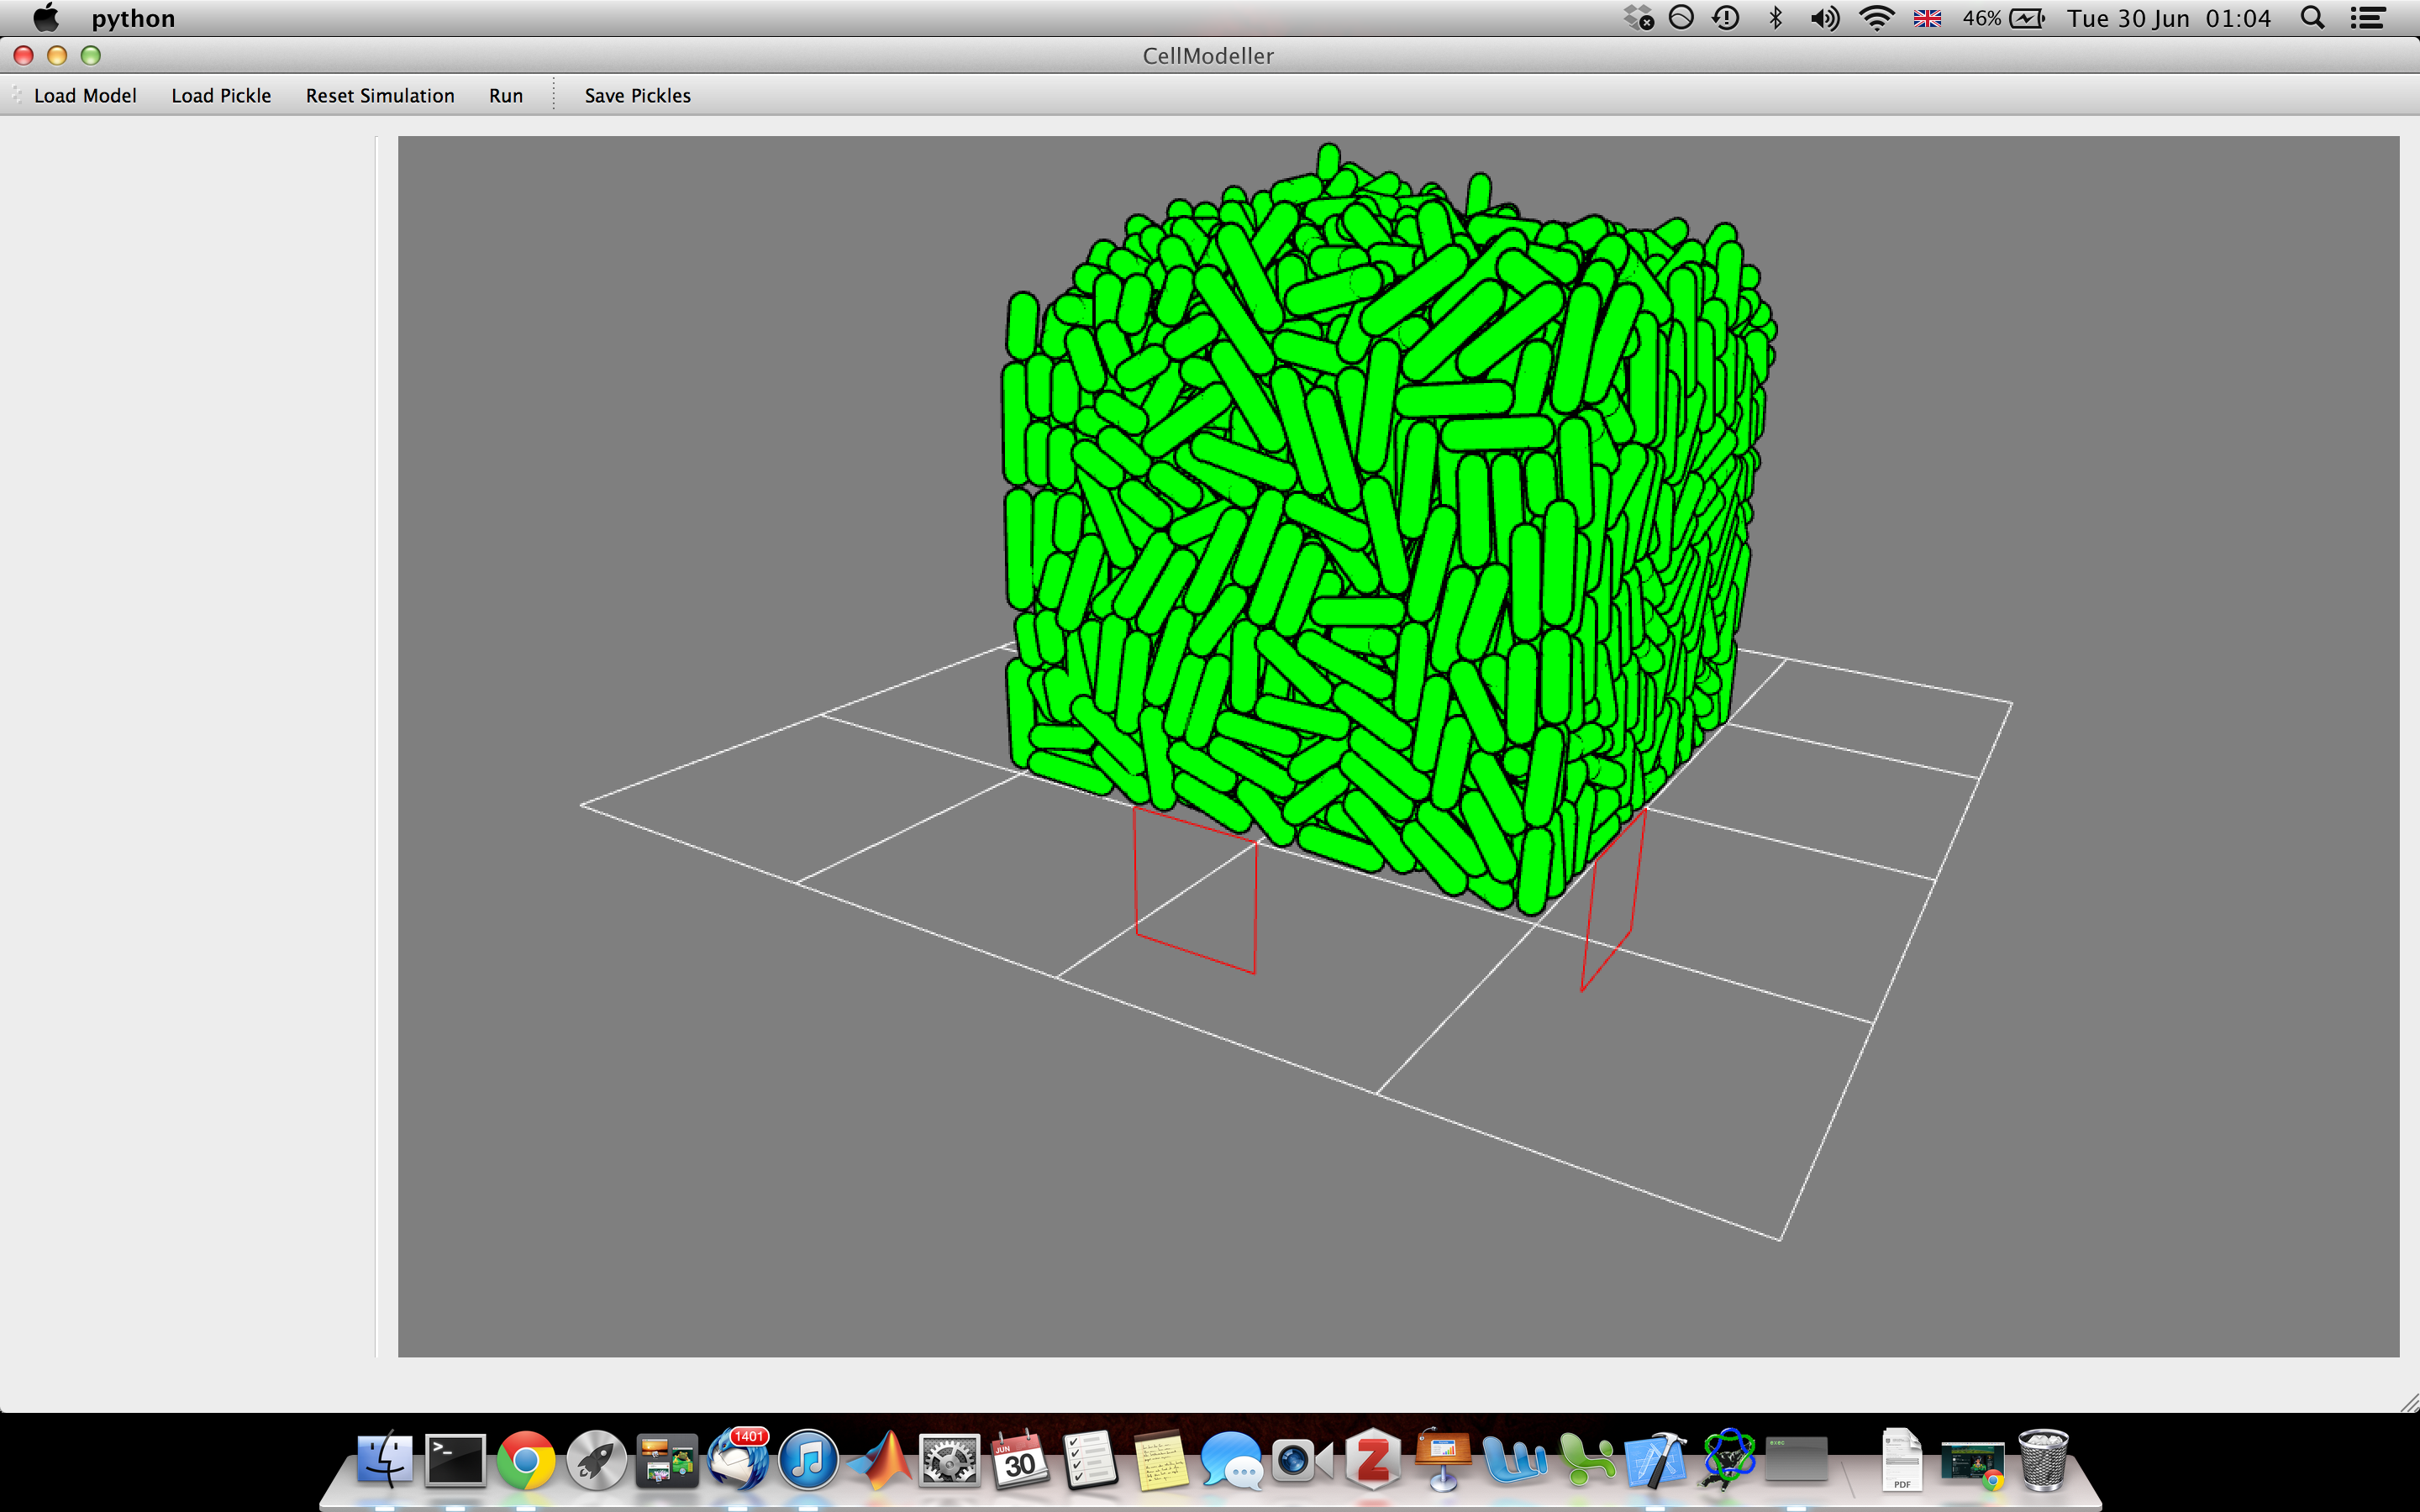 python 46% Tue 30 Jun 01:04
CellModeller
Load Model Load Pickle Reset Simulation Run Save Pickles
1401
JUN
30
exec
PDF